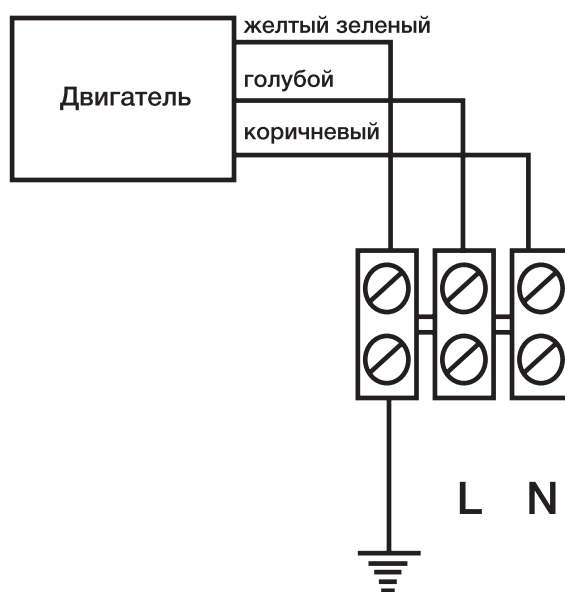 желтый зеленый
голубой
Двигатель
коричневый
L N